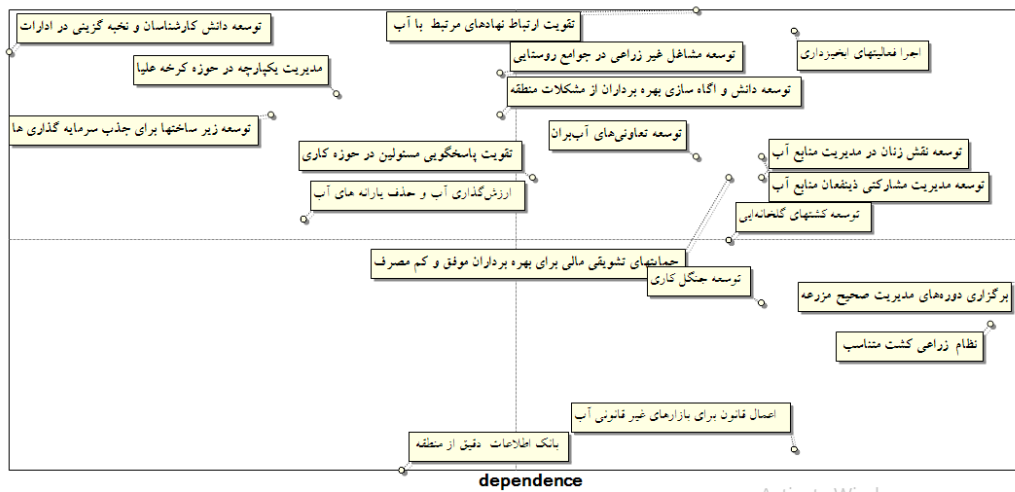 توسعه دانش کارشناسان و نخبه گزینی در ادارات
تقویت ارتباط نهادهای مرتبط با آب
اجرا فعالیتهای ابخیزداری
توسعه مشاغل غیر زراعی در جوامع روستایی
مدیریت یکپارچه در حوزه کرخه علیا
توسعه دانش و اگاه سازی بهره برداران از مشکلات منطقه
توسعه زیر ساختها برای جذب سرمایه گذاری ها
توسعه تعاونی‌های آب‌بران
تقویت پاسخگویی مسئولین در حوزه کاری
توسعه نقش زنان در مدیریت منابع آب
توسعه مدیریت مشارکتی ذینفعان منابع آب
ارزش‌گذاری آب و حذف یارانه های آب
توسعه کشتهای گلخانه‌ایی
حمایتهای تشویقی مالی برای بهره برداران موفق و کم مصرف
توسعه جنگل کاری
برگزاری دوره‌های مدیریت صحیح مزرعه
نظام زراعی کشت متناسب
اعمال قانون برای بازارهای غیر قانونی آب
بانک اطلاعات دقیق از منطقه
dependence